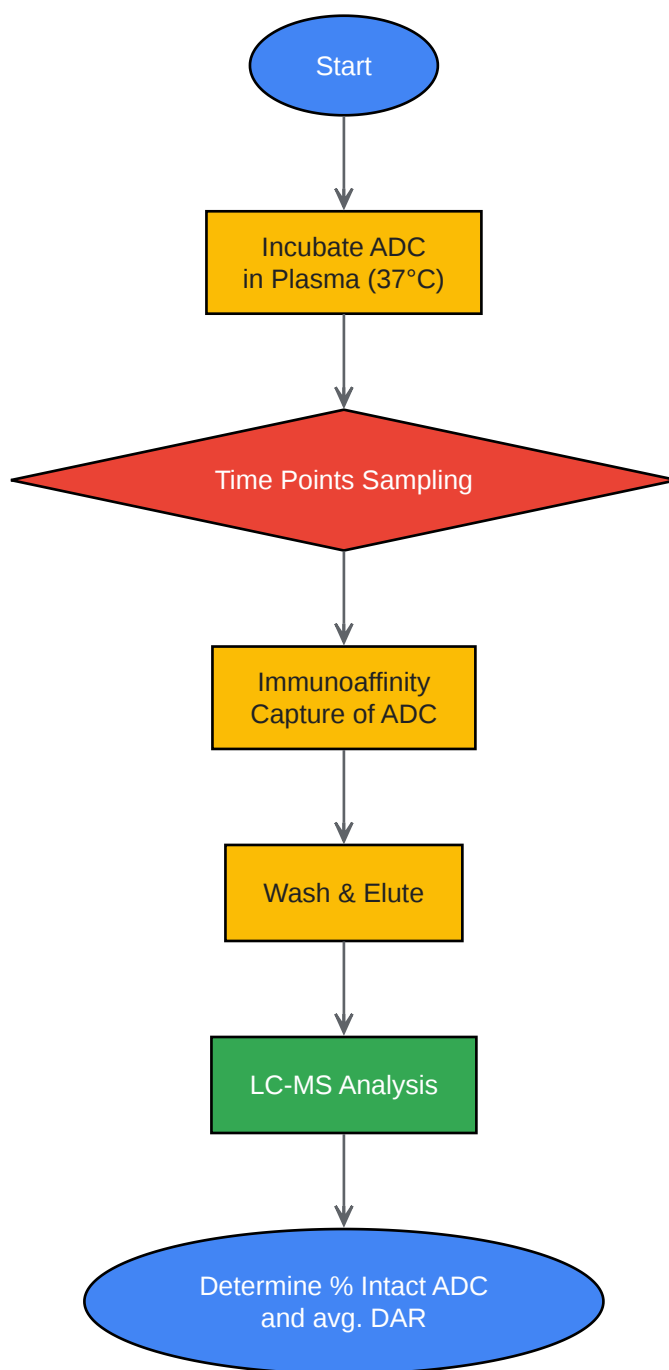 Start
Incubate ADC
in Plasma (37°C)
Time Points Sampling
Immunoaffinity
Capture of ADC
Wash & Elute
LC-MS Analysis
Determine % Intact ADC
and avg. DAR